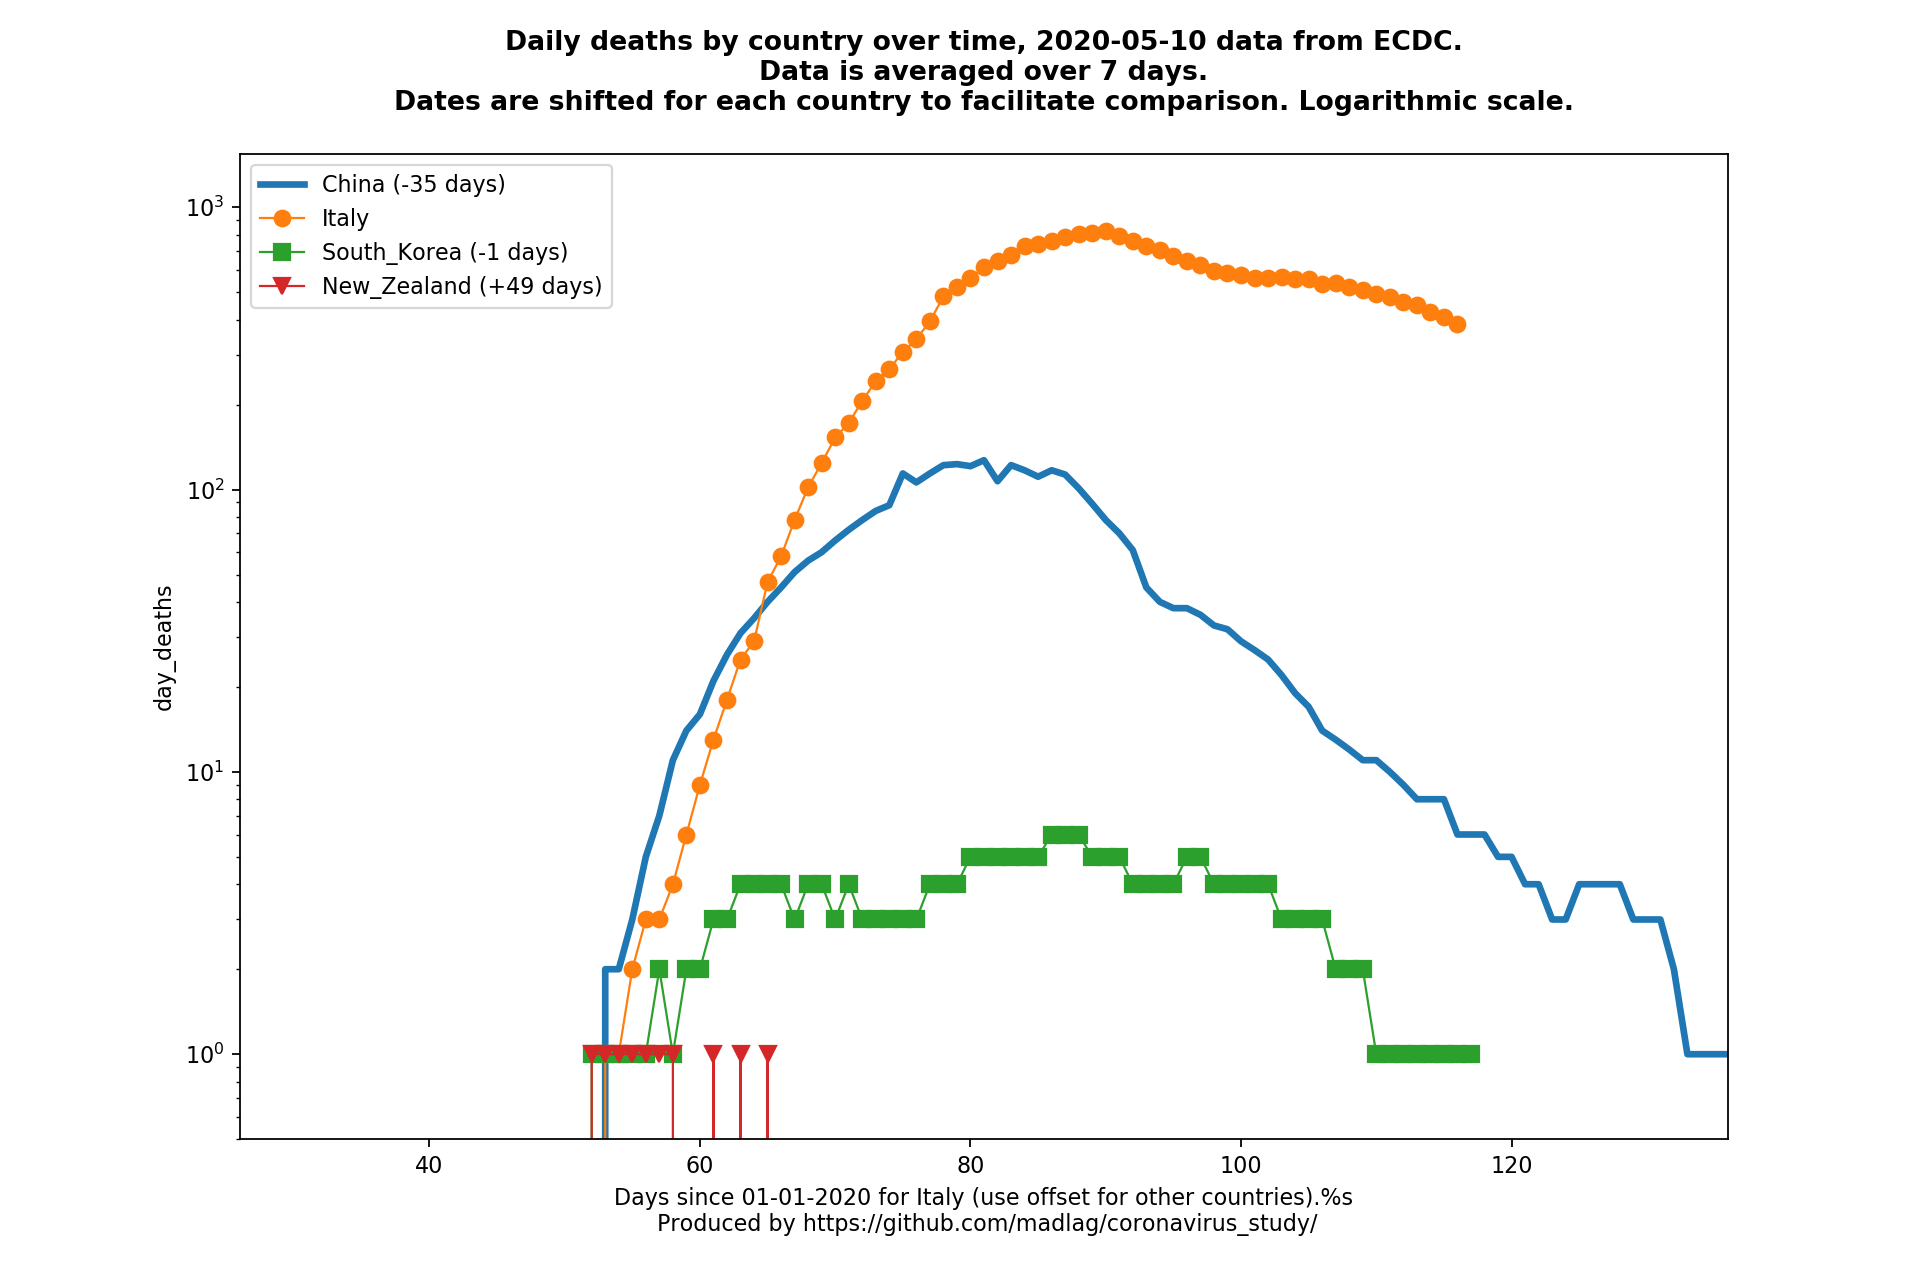 Daily deaths by country over time, 2020-05-10 data from ECDC.
Data is averaged over 7 days.
Dates are shifted for each country to facilitate comparison. Logarithmic scale.
China (-35 days)
Italy
South_Korea (-1 days)
New_Zealand (+49 days)
10³
10²
10¹
10⁰
day_deaths
40 60 80 100 120
Days since 01-01-2020 for Italy (use offset for other countries).%s
Produced by https://github.com/madlag/coronavirus_study/